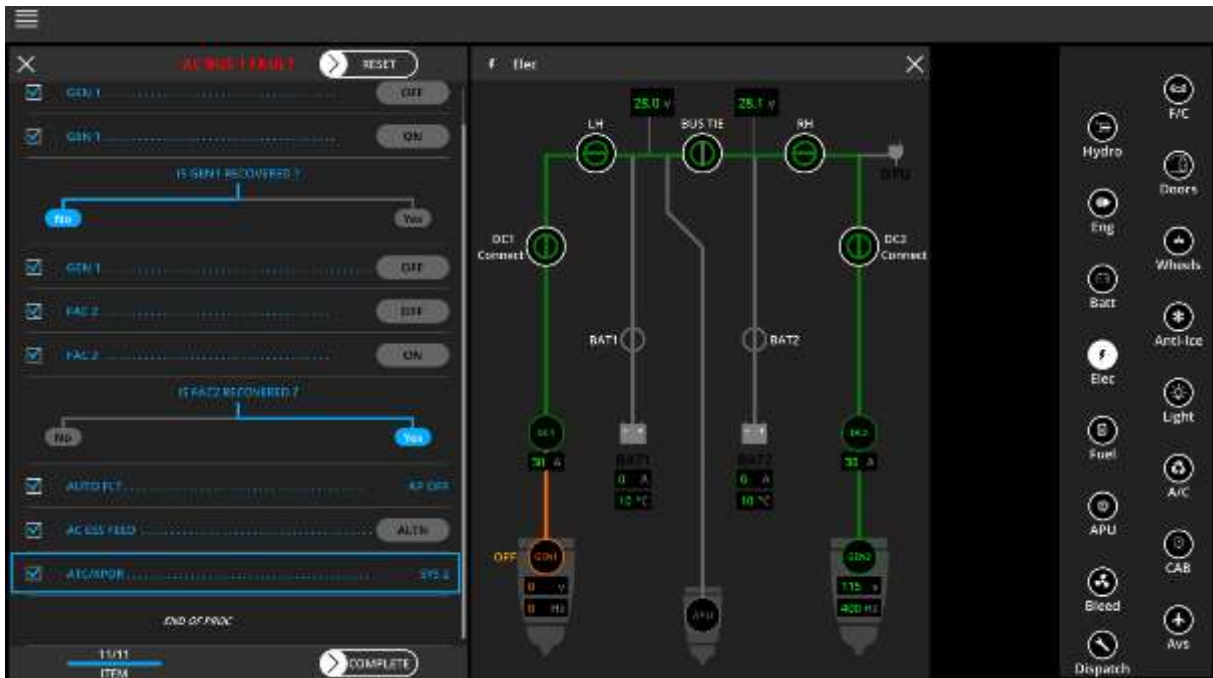 AC BUS 1 FAULT
RESET
GEN 1 OFF
GEN 1 ON
IS GEN1 RECOVERED ?
No Yes
GEN 1 OFF
FAC 2 OFF
FAC 2 ON
IS FAC2 RECOVERED ?
No Yes
AUTO FLT AP OFF
AC ESS FEED ALTN
ATC/XPDR SYS 2
END OF PROC
11/11
ITEM
COMPLETE
Elec
28.0 V 28.1 V
LH BUS TIE RH
GPU
DC1
Connect
DC2
Connect
BAT1 BAT2
DC1 DC2
30 A 30 A
BAT1 BAT2
0 A 0 A
10 °C 10 °C
OFF GEN1 GEN2
0 V 115 V
0 Hz 400 Hz
APU
Hydro
Eng
Batt
Elec
Fuel
APU
Bleed
Dispatch
F/C
Doors
Wheels
Anti-Ice
Light
A/C
CAB
Avs